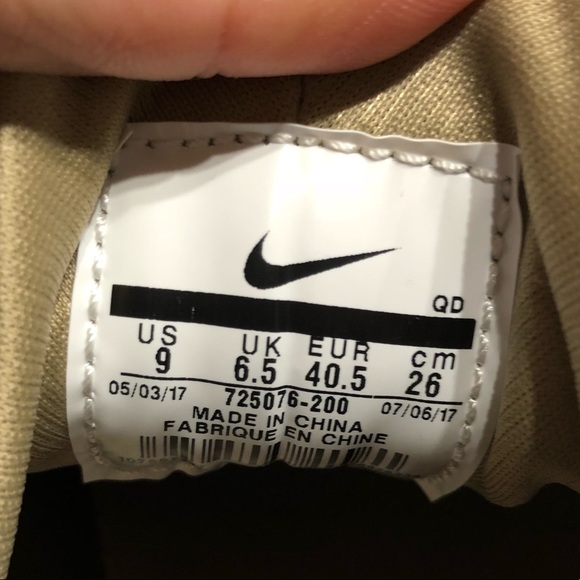 QD
US UK EUR cm
9 6.5 40.5 26
05/03/17 725076-200 07/06/17
MADE IN CHINA
FABRIQUE EN CHINE